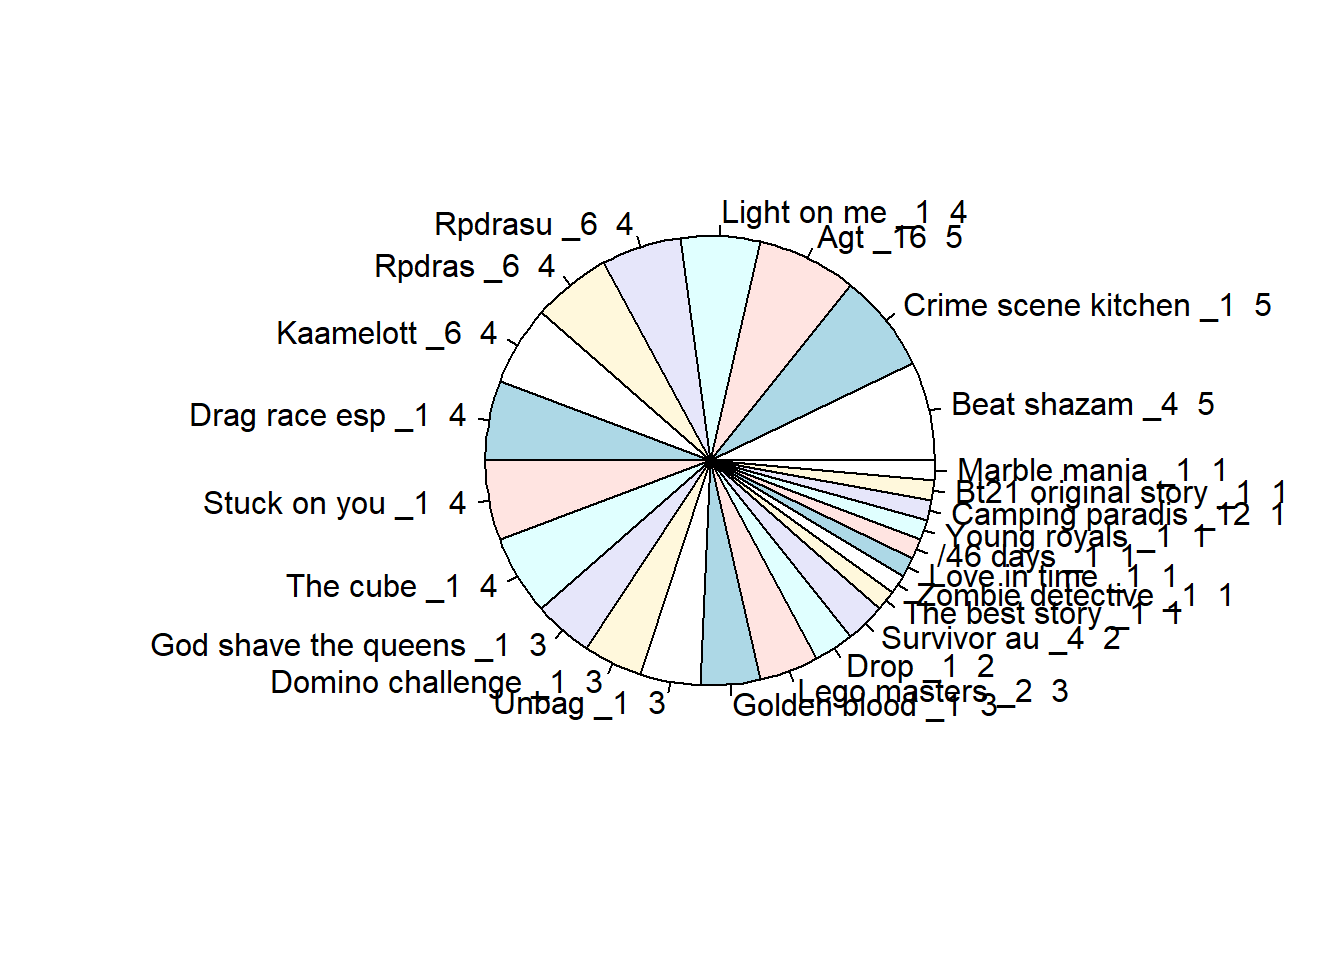 Light on me _1  4
Rpdrasu _6  4
Agt _16  5
Rpdras _6  4
Crime scene kitchen _1  5
Kaamelott _6  4
Beat shazam _4  5
Drag race esp _1  4
Marble mania _1  1
Bt21 original story _1  1
Stuck on you _1  4
Camping paradis _12  1
Young royals _1  1
/46 days _1  1
Love in time _1  1
The cube _1  4
Zombie detective _1  1
The best story _1  1
Survivor au _4  2
God shave the queens _1  3
Drop _1  2
Domino challenge _1  3
Lego masters _2  3
Unbag _1  3
Golden blood _1  3